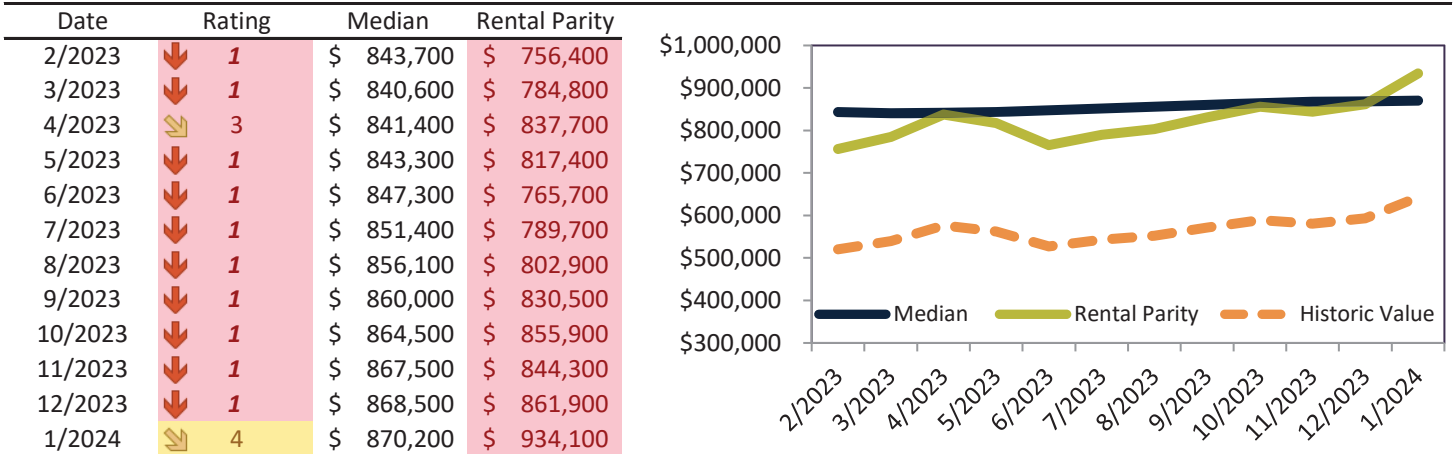 Date Rating Median Rental Parity
2/2023 1 $ 843,700 $ 756,400
3/2023 1 $ 840,600 $ 784,800
4/2023 3 $ 841,400 $ 837,700
5/2023 1 $ 843,300 $ 817,400
6/2023 1 $ 847,300 $ 765,700
7/2023 1 $ 851,400 $ 789,700
8/2023 1 $ 856,100 $ 802,900
9/2023 1 $ 860,000 $ 830,500
10/2023 1 $ 864,500 $ 855,900
11/2023 1 $ 867,500 $ 844,300
12/2023 1 $ 868,500 $ 861,900
1/2024 4 $ 870,200 $ 934,100
$1,000,000
$900,000
$800,000
$700,000
$600,000
$500,000
$400,000
$300,000
Median Rental Parity Historic Value
2/2023 3/2023 4/2023 5/2023 6/2023 7/2023 8/2023 9/2023 10/2023 11/2023 12/2023 1/2024